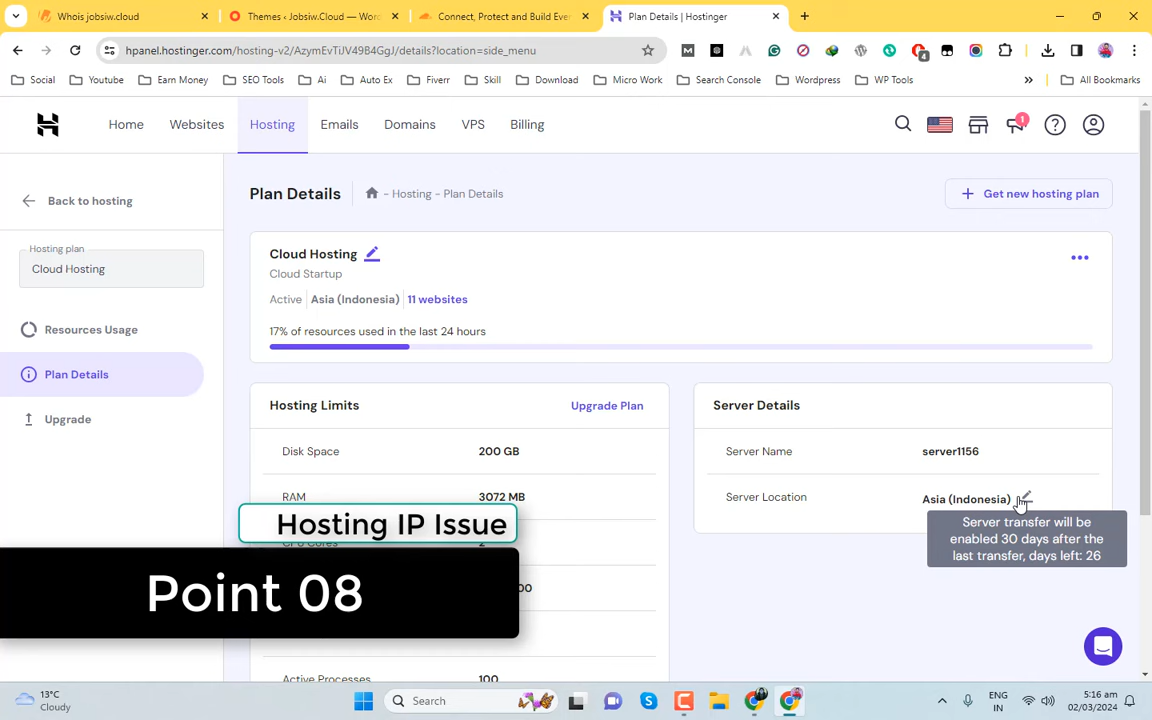 Whois jobsiw.cloud
Themes ‹ Jobsiw.Cloud — Wor
Connect, Protect and Build Ever
Plan Details | Hostinger
hpanel.hostinger.com/hosting-v2/AzymEvTiJV49B4GgJ/details?location=side_menu
Social
Youtube
Earn Money
SEO Tools
Ai
Auto Ex
Fiverr
Skill
Download
Micro Work
Search Console
Wordpress
WP Tools
All Bookmarks
Home
Websites
Hosting
Emails
Domains
VPS
Billing
1
Back to hosting
Plan Details
- Hosting - Plan Details
Get new hosting plan
Hosting plan
Cloud Hosting
Resources Usage
Plan Details
Upgrade
Cloud Hosting
Cloud Startup
Active
Asia (Indonesia)
11 websites
17% of resources used in the last 24 hours
Hosting Limits
Upgrade Plan
Disk Space
200 GB
RAM
3072 MB
Server Details
Server Name
server1156
Server Location
Asia (Indonesia)
Server transfer will be
enabled 30 days after the
last transfer, days left: 26
Hosting IP Issue
Point 08
Active Processes
100
13°C
Cloudy
Search
ENG
IN
5:16 am
02/03/2024